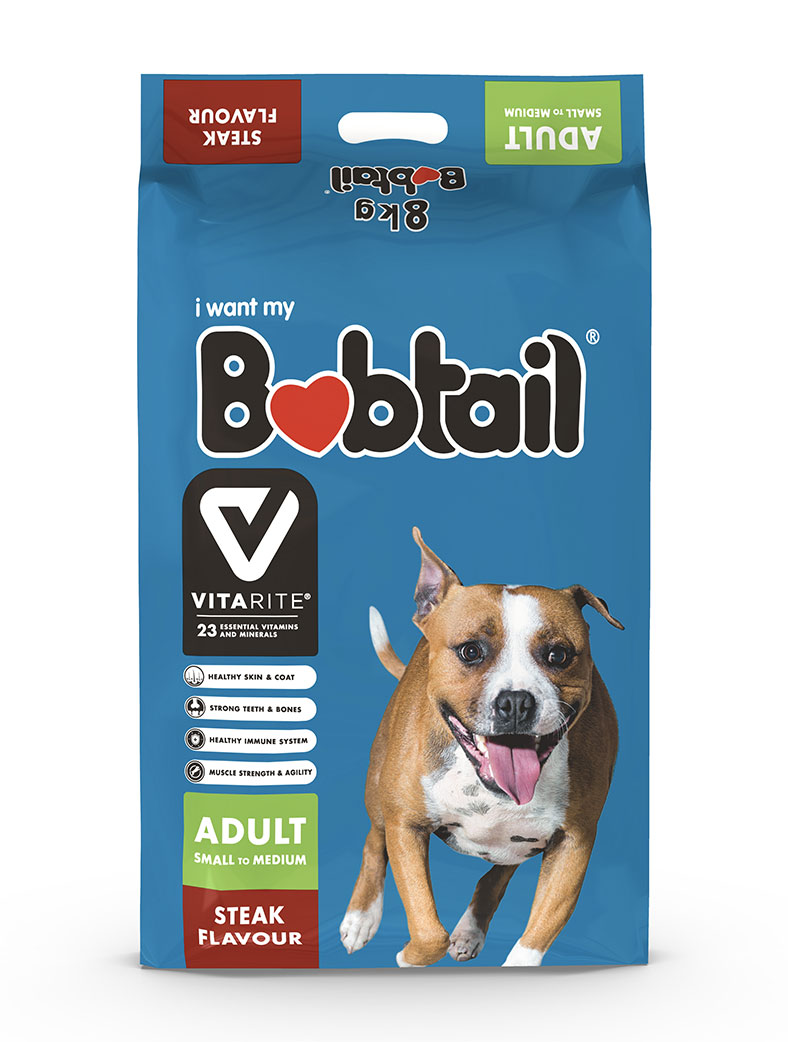 STEAK
FLAVOUR
ADULT
SMALL TO MEDIUM
Bobtail®
8kg
i want my
Bobtail®
VITARITE®
23 ESSENTIAL VITAMINS
AND MINERALS
HEALTHY SKIN & COAT
STRONG TEETH & BONES
HEALTHY IMMUNE SYSTEM
MUSCLE STRENGTH & AGILITY
ADULT
SMALL TO MEDIUM
STEAK
FLAVOUR